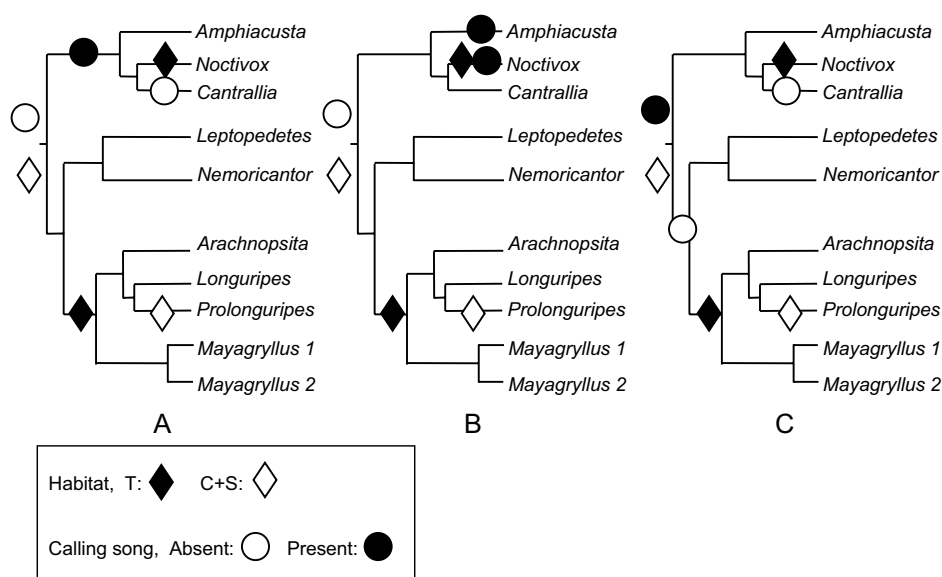 Amphiacusta
Noctivox
Cantrallia
Leptopedetes
Nemoricantor
Arachnopsita
Longuripes
Prolonguripes
Mayagryllus 1
Mayagryllus 2
A
Amphiacusta
Noctivox
Cantrallia
Leptopedetes
Nemoricantor
Arachnopsita
Longuripes
Prolonguripes
Mayagryllus 1
Mayagryllus 2
B
Amphiacusta
Noctivox
Cantrallia
Leptopedetes
Nemoricantor
Arachnopsita
Longuripes
Prolonguripes
Mayagryllus 1
Mayagryllus 2
C
Habitat, T: C+S:
Calling song, Absent: Present: